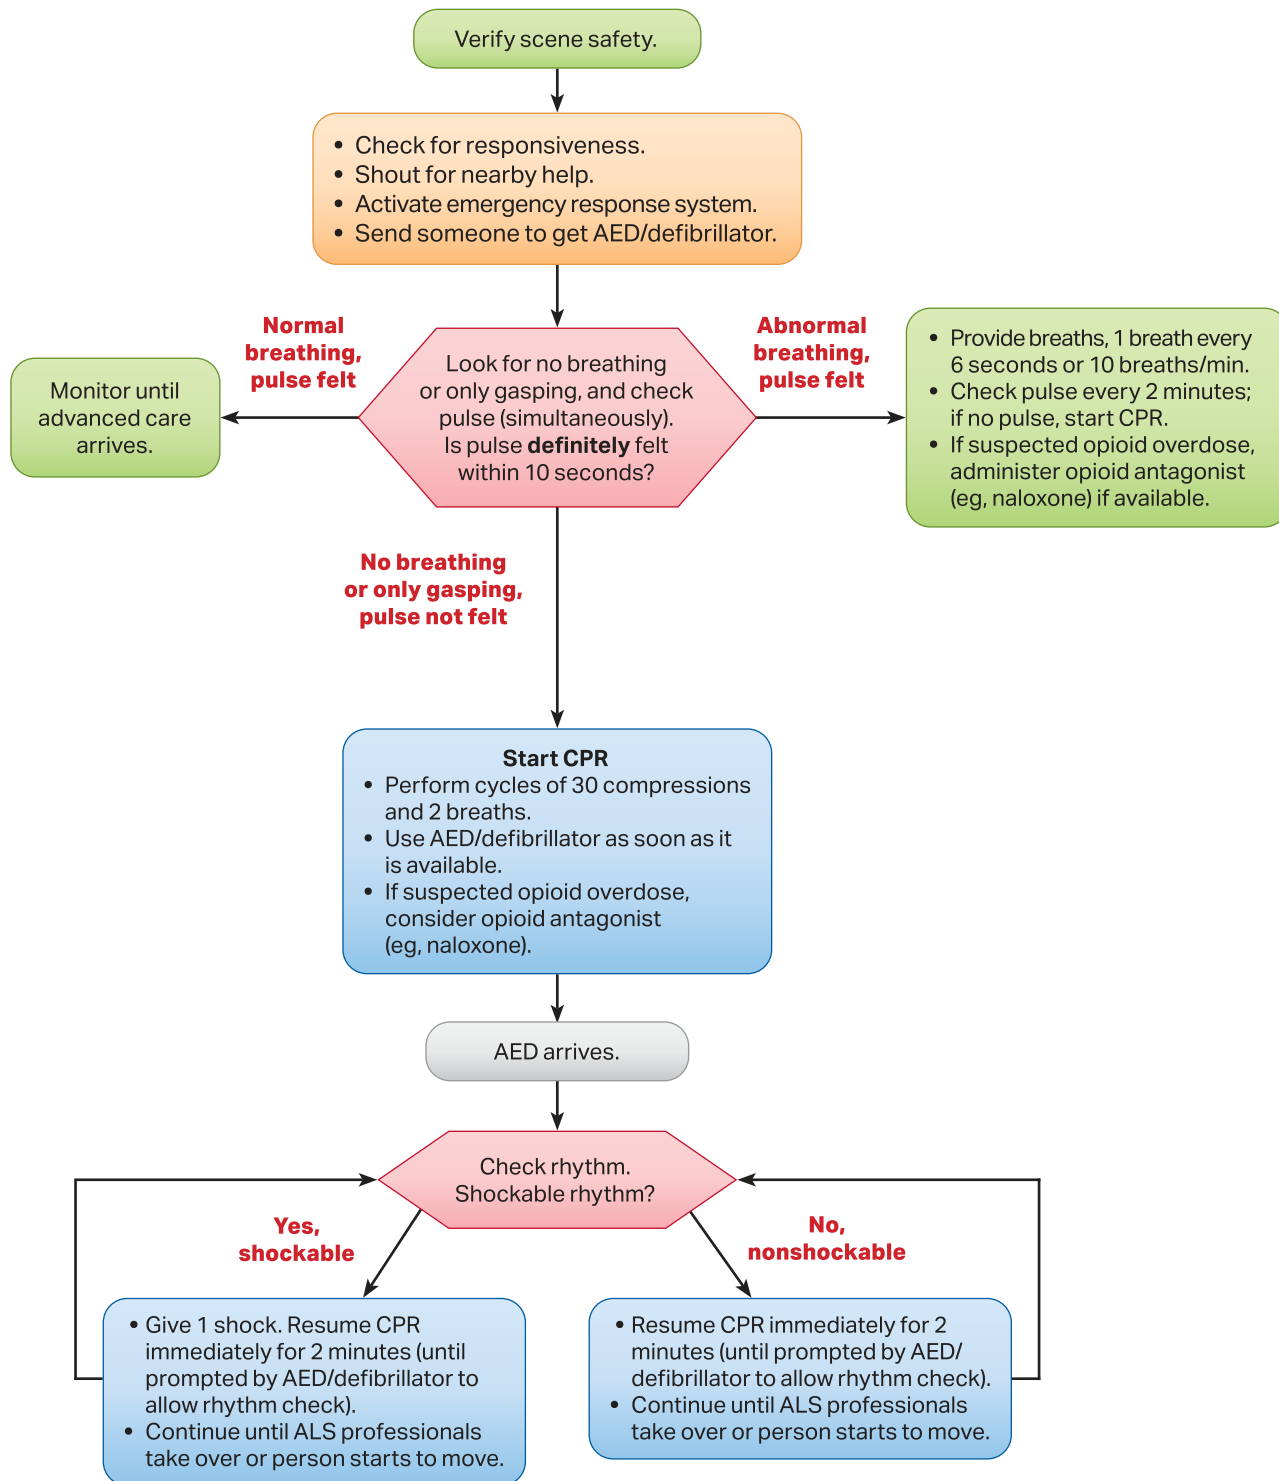 Verify scene safety.
• Check for responsiveness.
• Shout for nearby help.
• Activate emergency response system.
• Send someone to get AED/defibrillator.
Normal
breathing,
pulse felt
Abnormal
breathing,
pulse felt
Monitor until
advanced care
arrives.
Look for no breathing
or only gasping, and check
pulse (simultaneously).
Is pulse definitely felt
within 10 seconds?
• Provide breaths, 1 breath every
6 seconds or 10 breaths/min.
• Check pulse every 2 minutes;
if no pulse, start CPR.
• If suspected opioid overdose,
administer opioid antagonist
(eg, naloxone) if available.
No breathing
or only gasping,
pulse not felt
Start CPR
• Perform cycles of 30 compressions
and 2 breaths.
• Use AED/defibrillator as soon as it
is available.
• If suspected opioid overdose,
consider opioid antagonist
(eg, naloxone).
AED arrives.
Check rhythm.
Shockable rhythm?
Yes,
shockable
No,
nonshockable
• Give 1 shock. Resume CPR
immediately for 2 minutes (until
prompted by AED/defibrillator to
allow rhythm check).
• Continue until ALS professionals
take over or person starts to move.
• Resume CPR immediately for 2
minutes (until prompted by AED/
defibrillator to allow rhythm check).
• Continue until ALS professionals
take over or person starts to move.